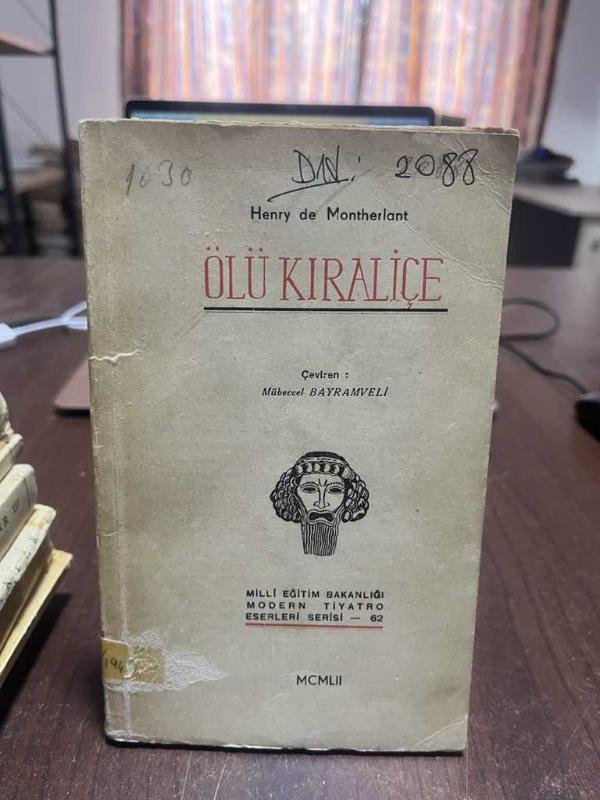 1030
DN: 2088
Henry de Montherlant
ÖLÜ KIRALİÇE
Çeviren :
Mübeccel BAYRAMVELİ
MİLLÎ EĞİTİM BAKANLIĞI
MODERN TİYATRO
ESERLERİ SERİSİ — 62
MCMLII